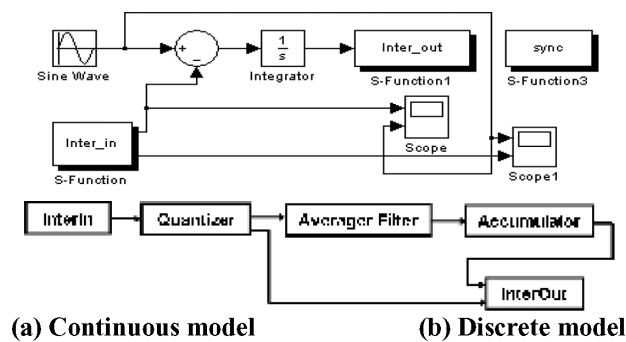 Sine Wave
+
−
1
s
Integrator
Inter_out
S-Function1
sync
S-Function3
Inter_in
S-Function
Scope
Scope1
InterIn
Quantizer
Averager Filter
Accumulator
InterOut
(a) Continuous model
(b) Discrete model